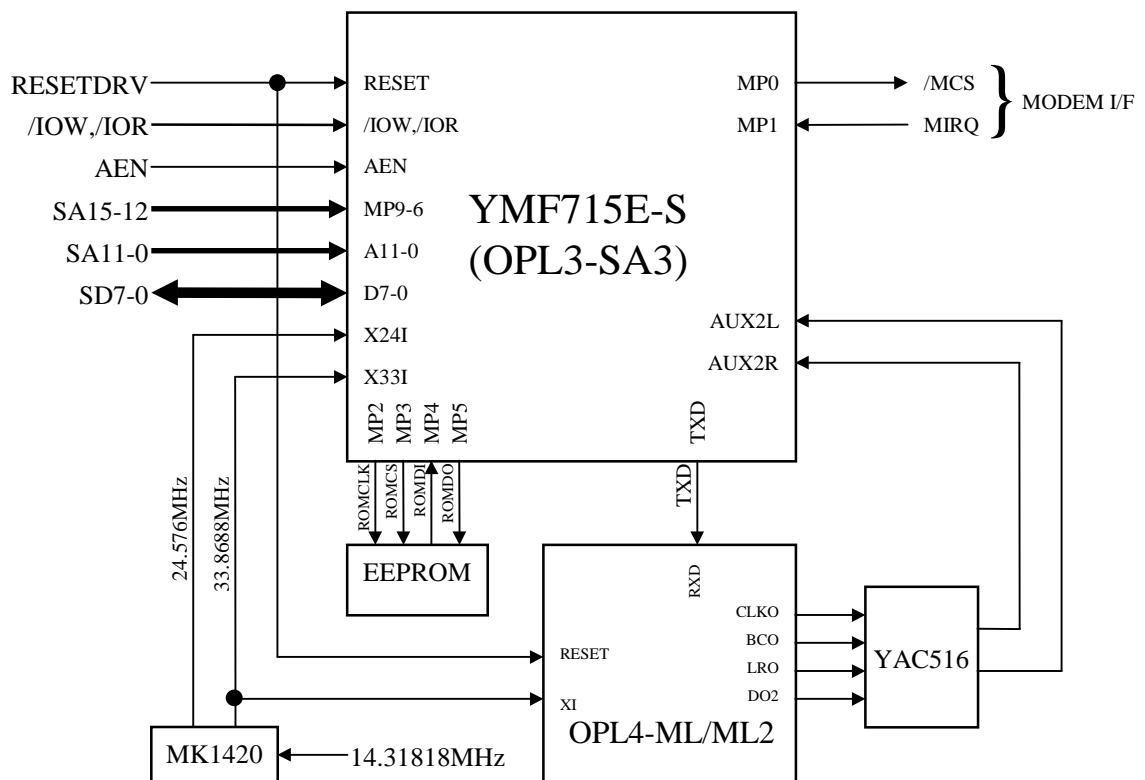 RESETDRV
RESET
MP0
/MCS
MODEM I/F
/IOW,/IOR
/IOW,/IOR
MP1
MIRQ
AEN
AEN
SA15-12
MP9-6
YMF715E-S
(OPL3-SA3)
SA11-0
A11-0
SD7-0
D7-0
AUX2L
X24I
AUX2R
X33I
MP2
MP3
MP4
MP5
TXD
ROMCLK
ROMCS
ROMDI
ROMDO
TXD
24.576MHz
33.8688MHz
EEPROM
RXD
CLKO
BCO
LRO
DO2
YAC516
RESET
XI
OPL4-ML/ML2
MK1420
14.31818MHz
}